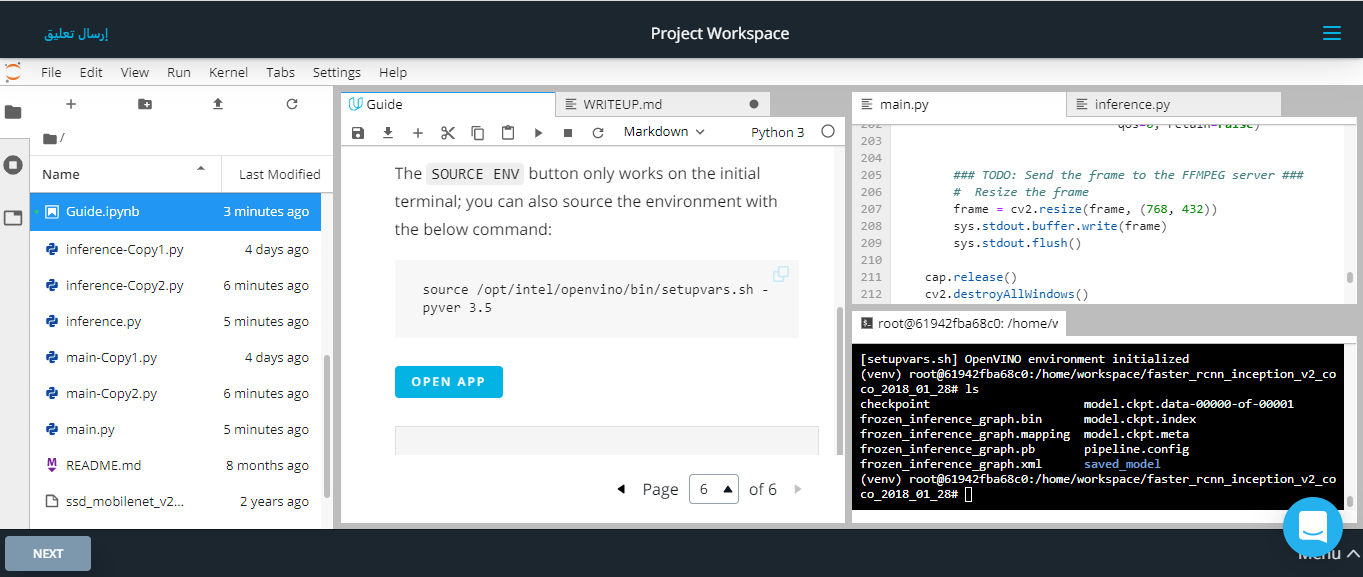 إرسال تعليق
Project Workspace
File Edit View Run Kernel Tabs Settings Help
/
Name Last Modified
Guide.ipynb 3 minutes ago
inference-Copy1.py 4 days ago
inference-Copy2.py 6 minutes ago
inference.py 5 minutes ago
main-Copy1.py 4 days ago
main-Copy2.py 6 minutes ago
main.py 5 minutes ago
README.md 8 months ago
ssd_mobilenet_v2... 2 years ago
Guide WRITEUP.md
Markdown Python 3
The SOURCE ENV button only works on the initial
terminal; you can also source the environment with
the below command:
source /opt/intel/openvino/bin/setupvars.sh -
pyver 3.5
OPEN APP
Page 6 of 6
main.py inference.py
202 qos=0, retain=False)
203
204
205 ### TODO: Send the frame to the FFMPEG server ###
206 #  Resize the frame
207 frame = cv2.resize(frame, (768, 432))
208 sys.stdout.buffer.write(frame)
209 sys.stdout.flush()
210
211 cap.release()
212 cv2.destroyAllWindows()
root@61942fba68c0: /home/v
[setupvars.sh] OpenVINO environment initialized
(venv) root@61942fba68c0:/home/workspace/faster_rcnn_inception_v2_co
co_2018_01_28# ls
checkpoint model.ckpt.data-00000-of-00001
frozen_inference_graph.bin model.ckpt.index
frozen_inference_graph.mapping model.ckpt.meta
frozen_inference_graph.pb pipeline.config
frozen_inference_graph.xml saved_model
(venv) root@61942fba68c0:/home/workspace/faster_rcnn_inception_v2_co
co_2018_01_28#
NEXT
Menu